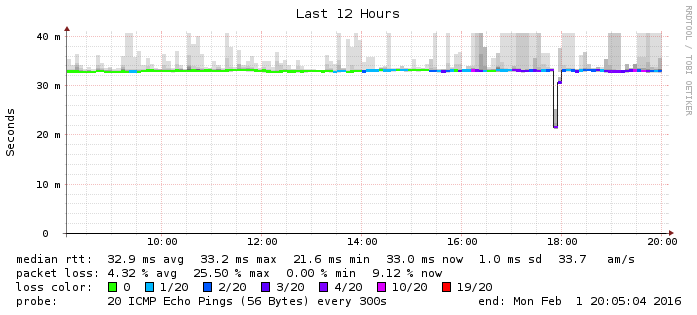 Last 12 Hours
RRDTOOL / TOBI OETIKER
Seconds
40 m
30 m
20 m
10 m
0
10:00 12:00 14:00 16:00 18:00 20:00
median rtt: 32.9 ms avg 33.2 ms max 21.6 ms min 33.0 ms now 1.0 ms sd 33.7 am/s
packet loss: 4.32 % avg 25.50 % max 0.00 % min 9.12 % now
loss color: 0 1/20 2/20 3/20 4/20 10/20 19/20
probe: 20 ICMP Echo Pings (56 Bytes) every 300s end: Mon Feb 1 20:05:04 2016